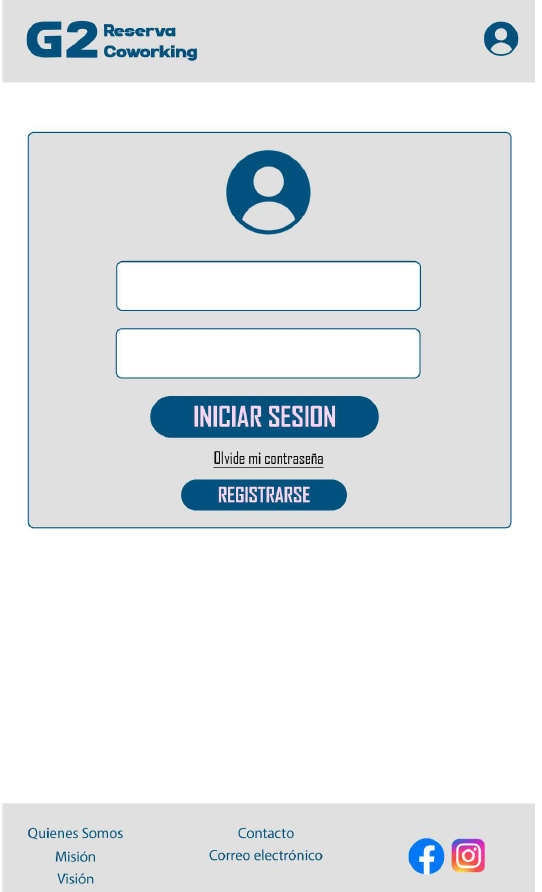 G2 Reserva
Coworking
INICIAR SESION
Olvide mi contraseña
REGISTRARSE
Quienes Somos
Misión
Visión
Contacto
Correo electrónico